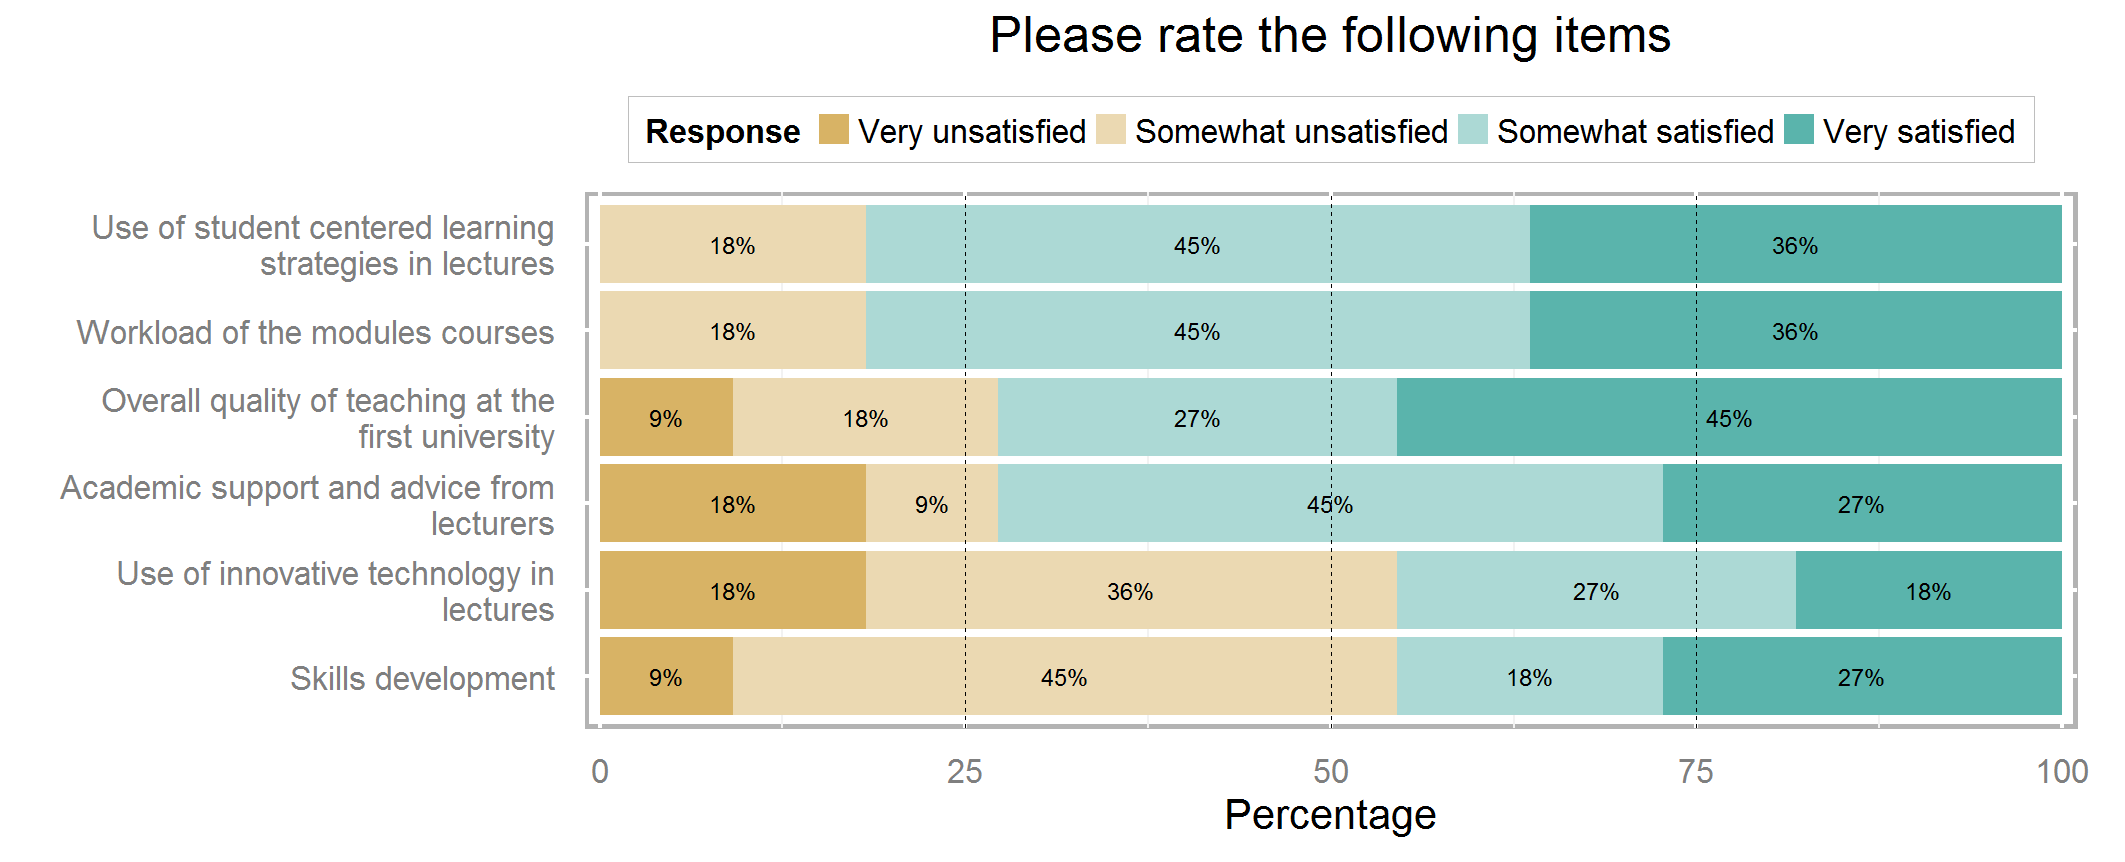 Please rate the following items
Response Very unsatisfied Somewhat unsatisfied Somewhat satisfied Very satisfied
Use of student centered learning
strategies in lectures
18% 45% 36%
Workload of the modules courses
18% 45% 36%
Overall quality of teaching at the
first university
9% 18% 27% 45%
Academic support and advice from
lecturers
18% 9% 45% 27%
Use of innovative technology in
lectures
18% 36% 27% 18%
Skills development
9% 45% 18% 27%
0 25 50 75 100
Percentage